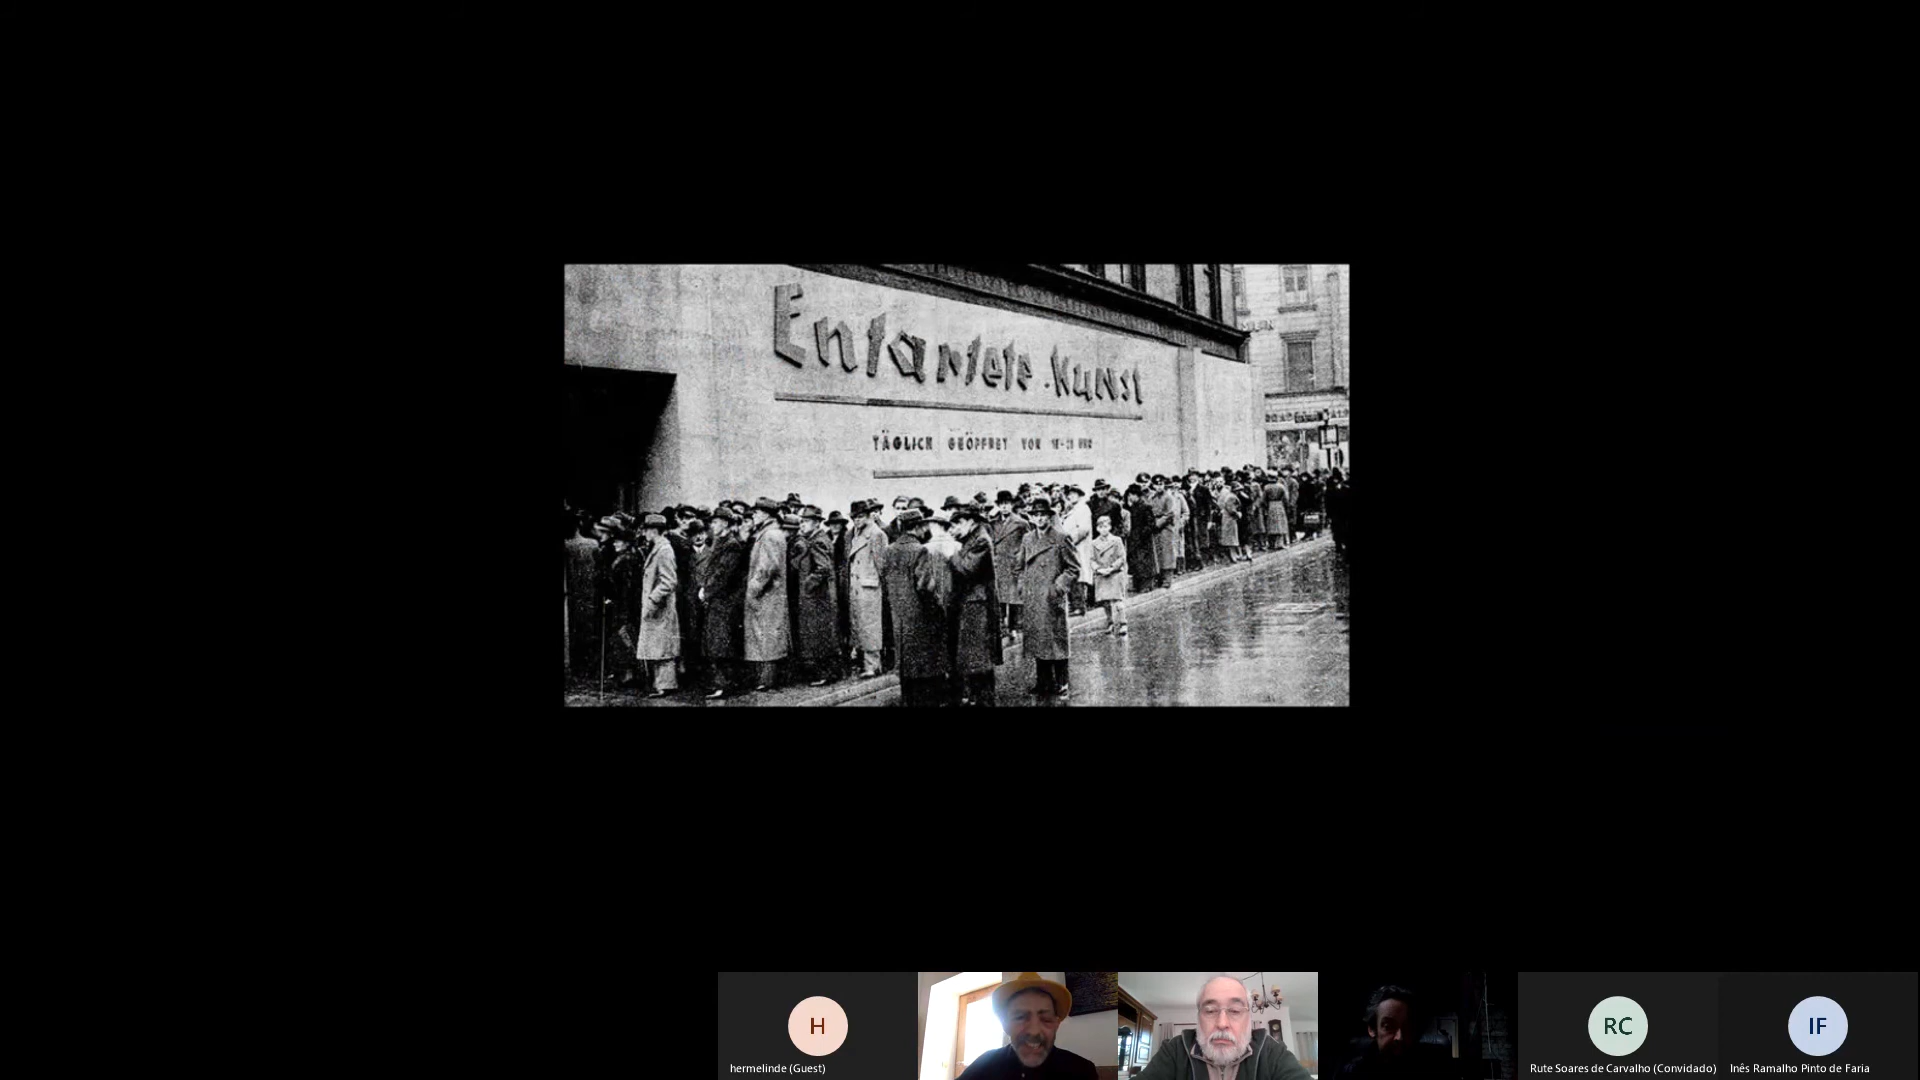 Entartete Kunst
TÄGLICH GEÖFFNET VON
H
RC
IF
hermelinde (Guest)
Rute Soares de Carvalho (Convidado)
Inês Ramalho Pinto de Faria